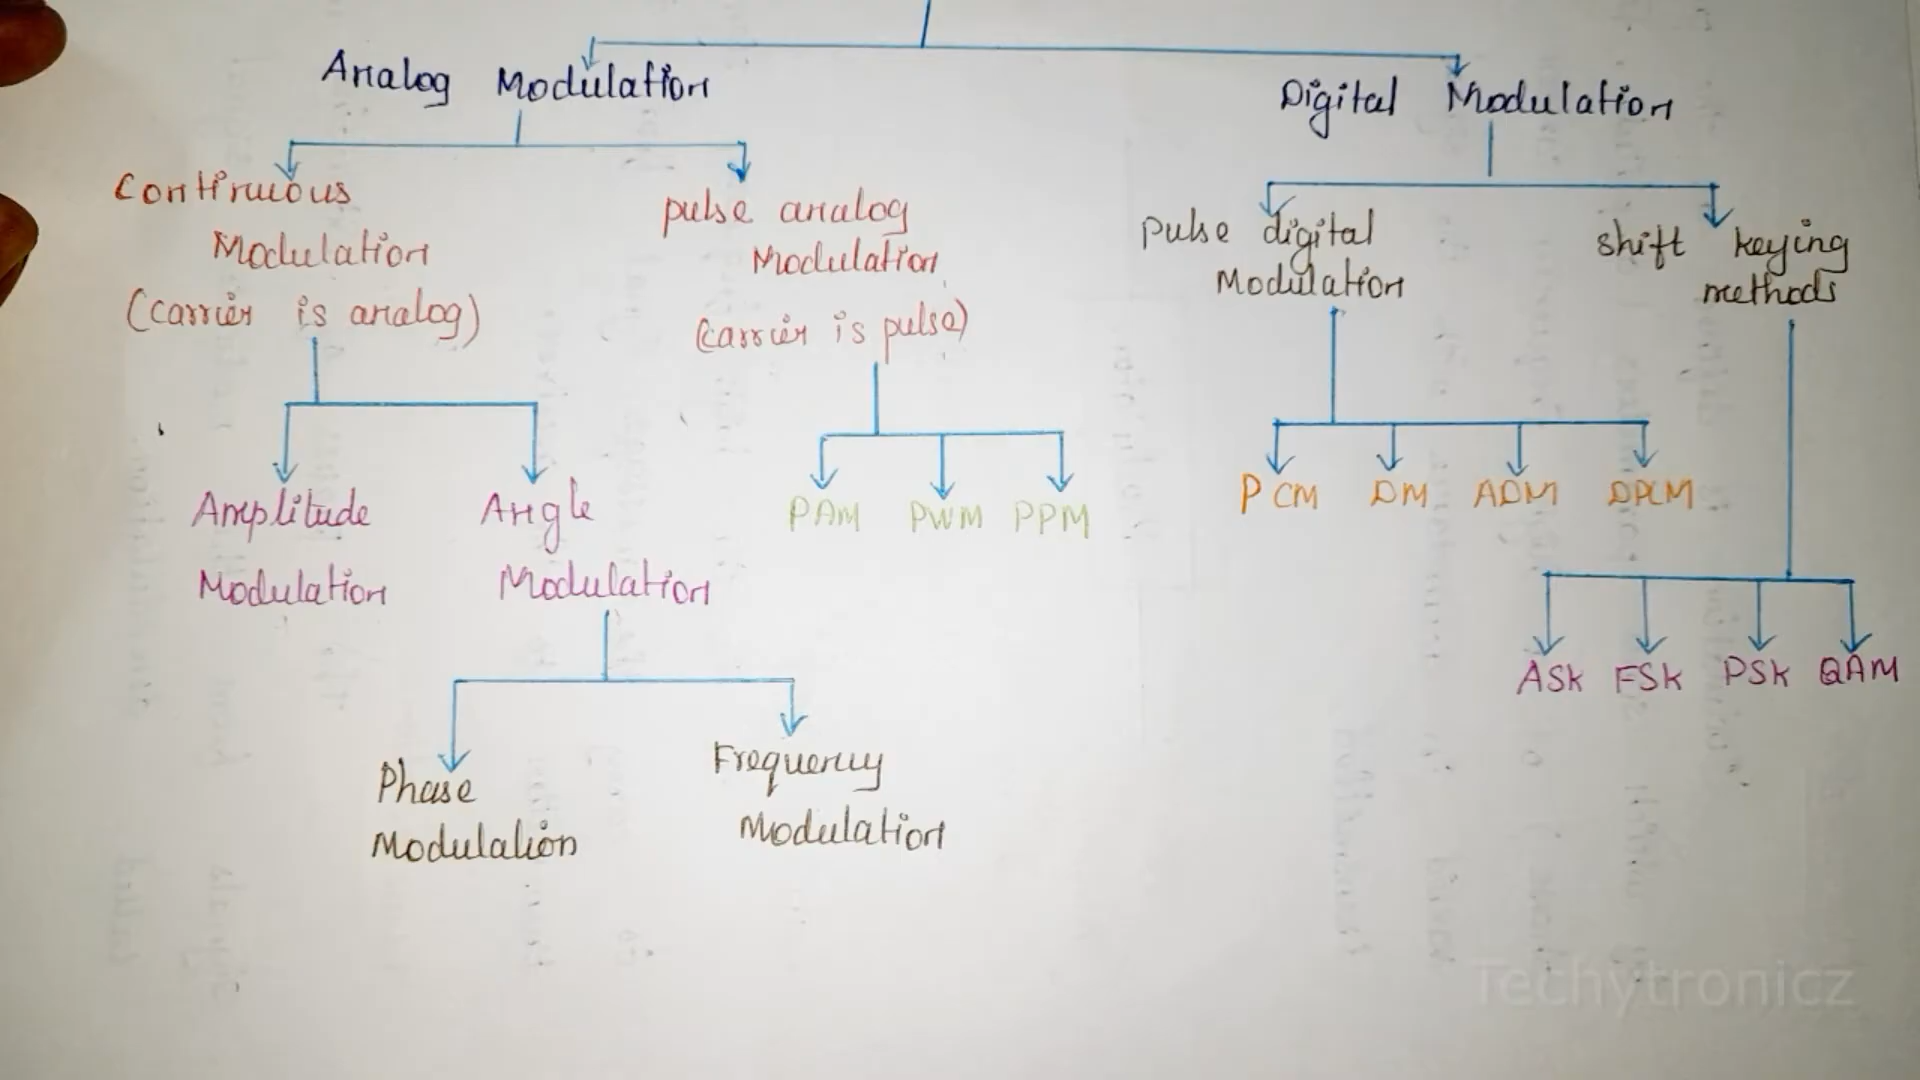 Analog Modulation
Digital Modulation
Continuous
Modulation
(carrier is analog)
pulse analog
Modulation
(carrier is pulse)
pulse digital
Modulation
shift keying
methods
Amplitude
Modulation
Angle
Modulation
PAM PWM PPM
PCM DM ADM DPCM
ASK FSK PSK QAM
Phase
Modulation
Frequency
Modulation
Techytronicz